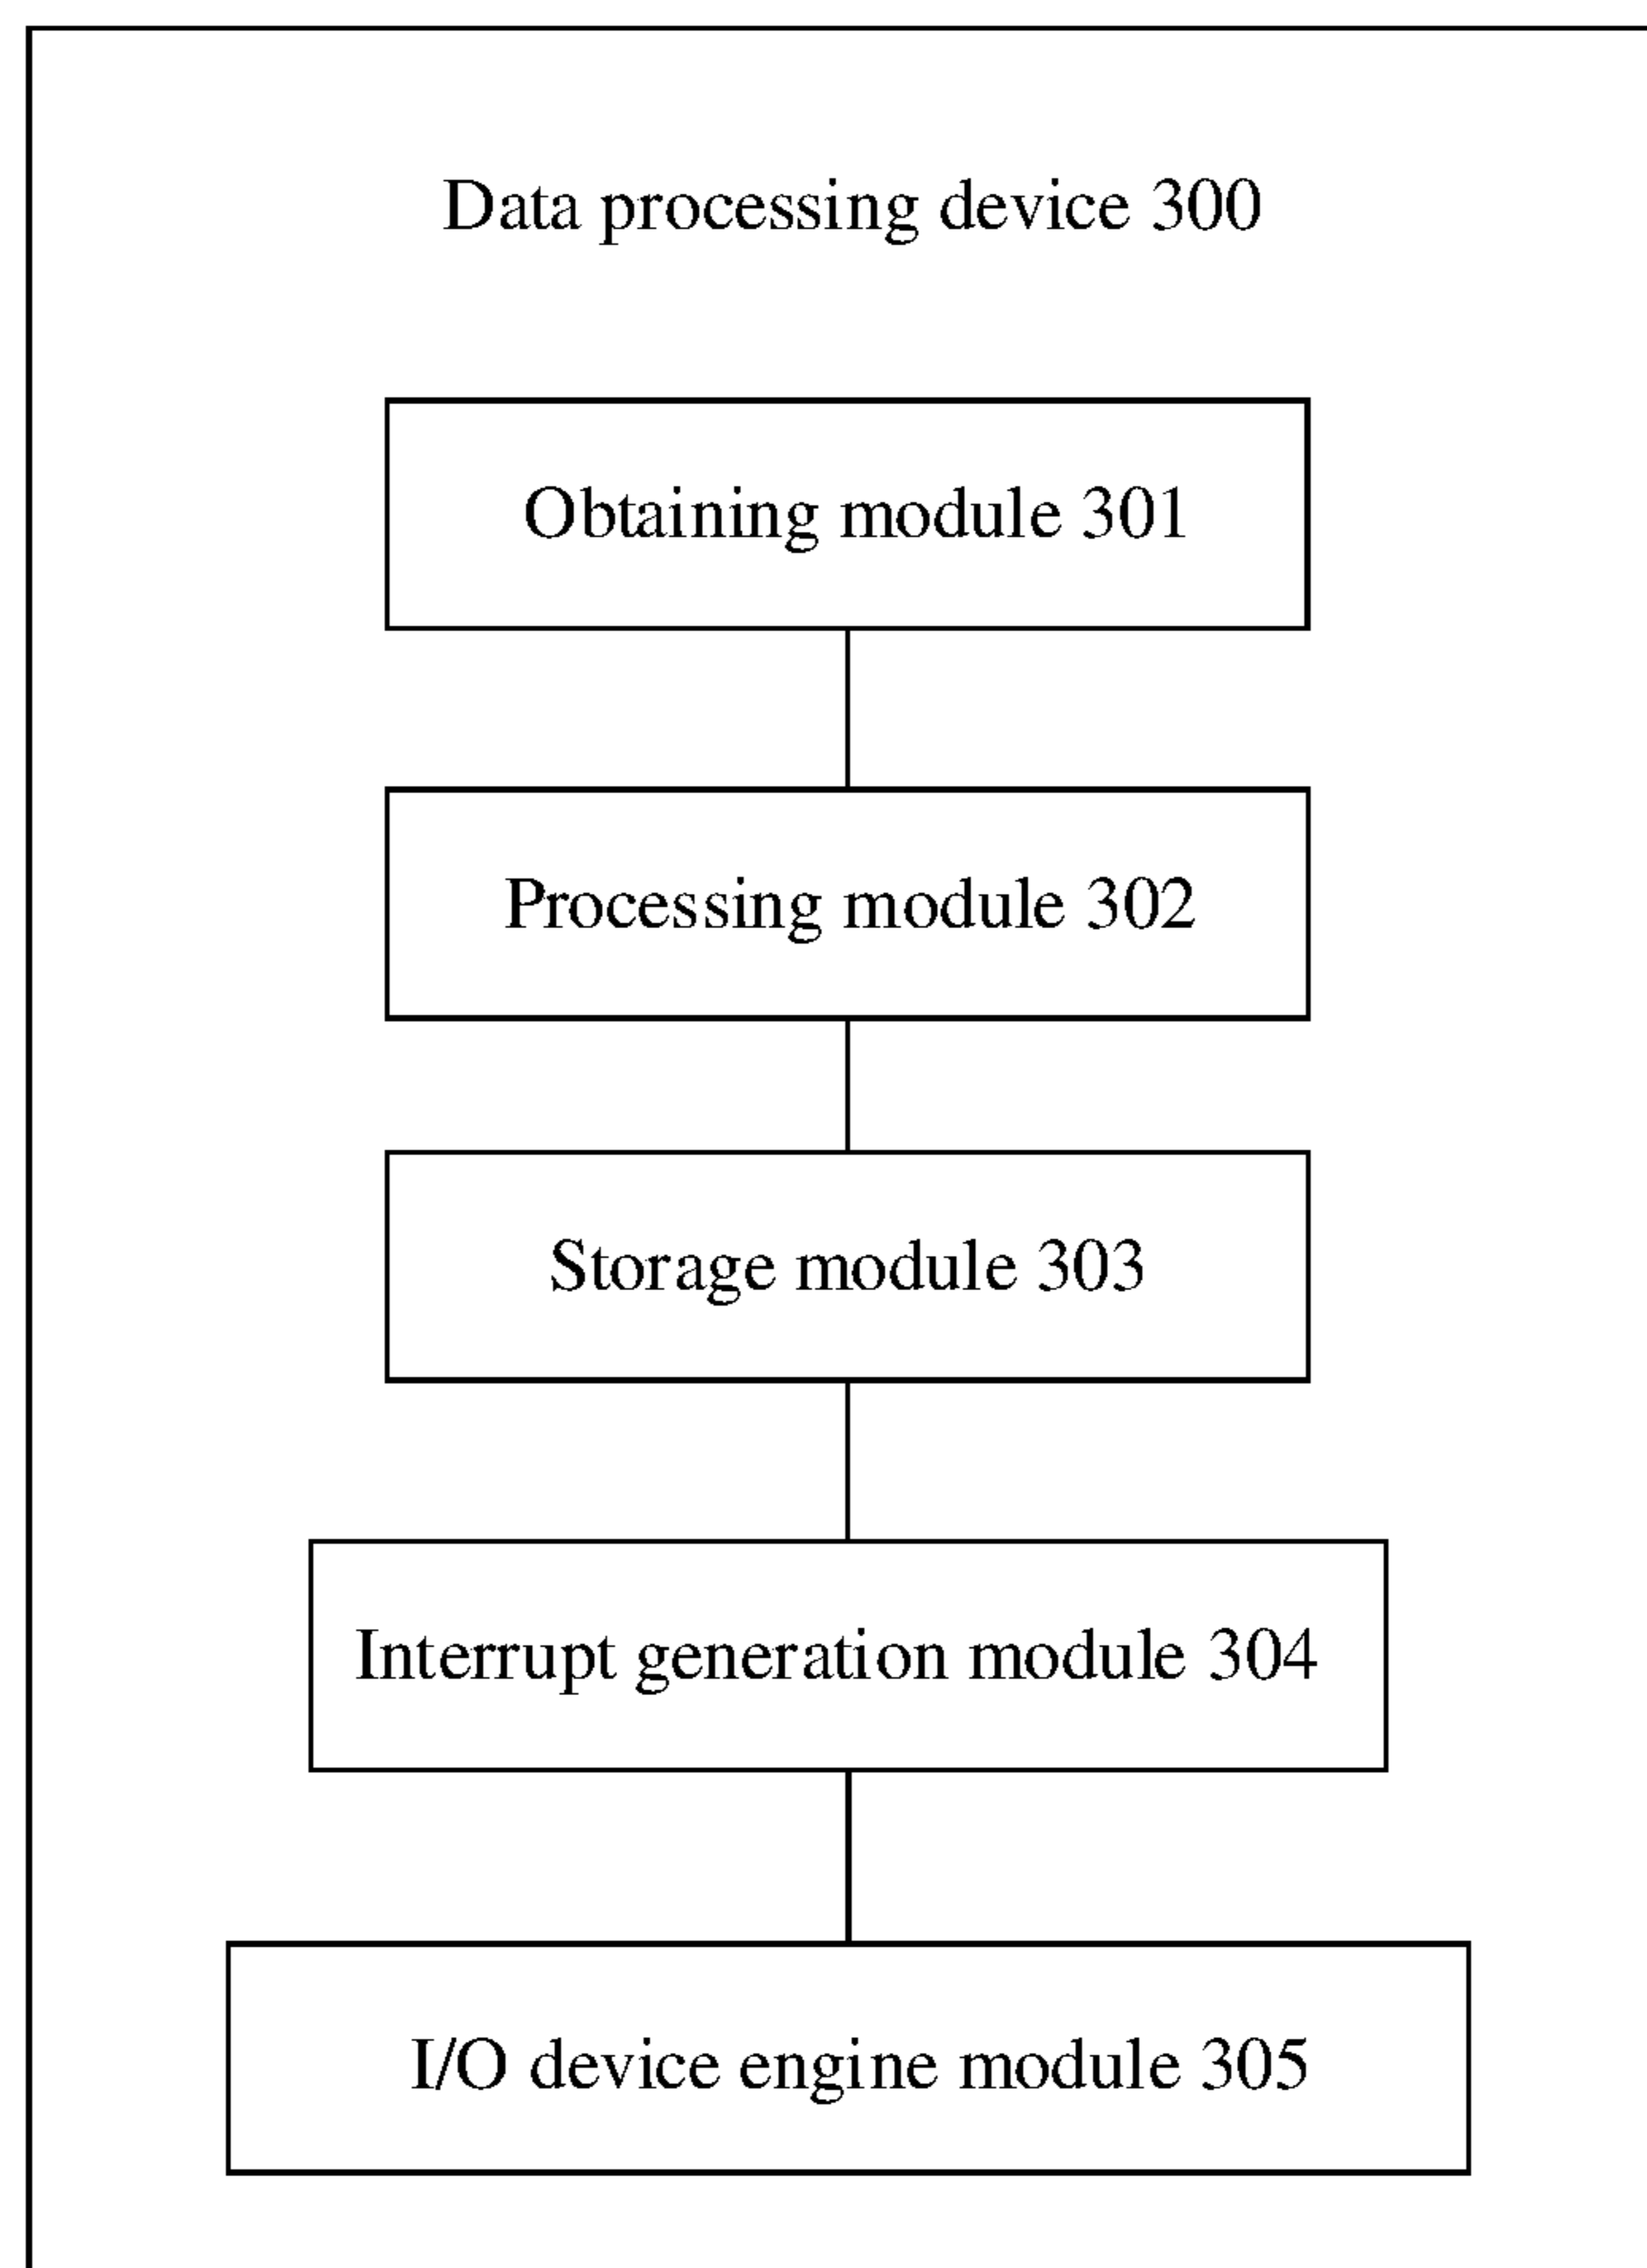 Data processing device 300
Obtaining module 301
Processing module 302
Storage module 303
Interrupt generation module 304
I/O device engine module 305